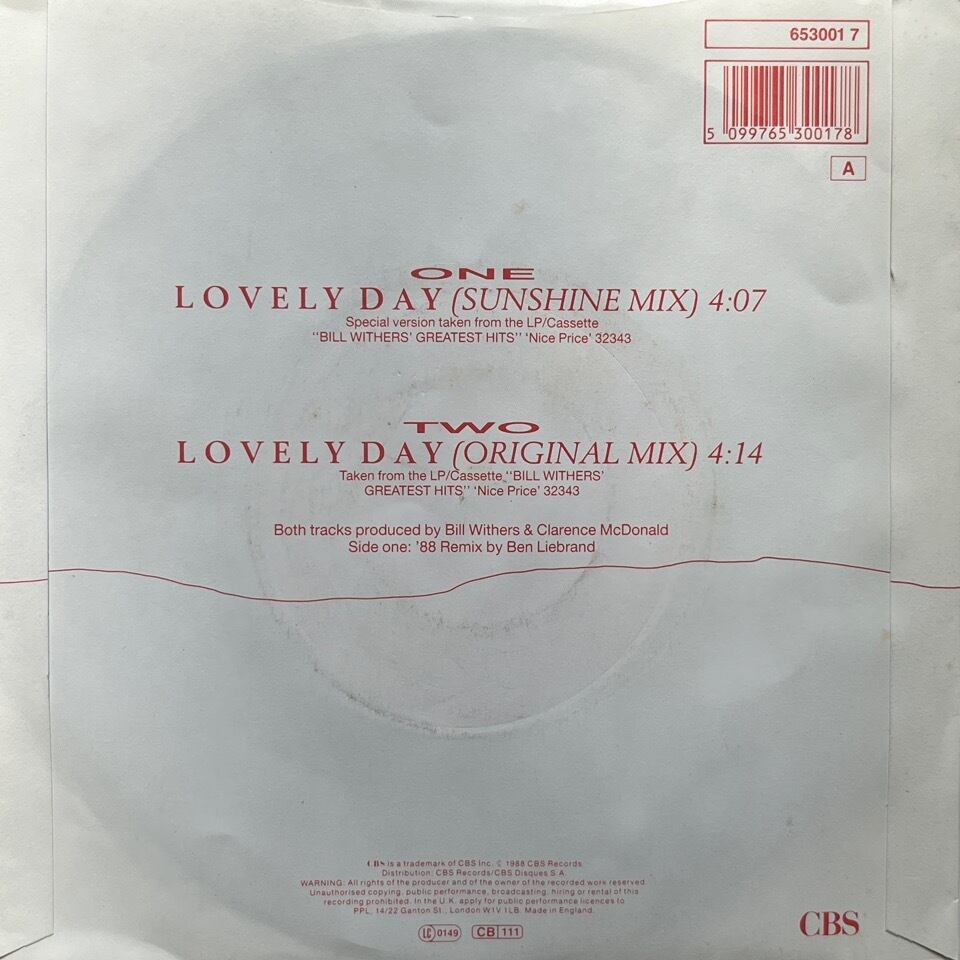 653001 7
5 099765 300178
A
ONE
LOVELY DAY (SUNSHINE MIX) 4:07
Special version taken from the LP/Cassette
"BILL WITHERS' GREATEST HITS" 'Nice Price' 32343
TWO
LOVELY DAY (ORIGINAL MIX) 4:14
Taken from the LP/Cassette "BILL WITHERS'
GREATEST HITS" 'Nice Price' 32343
Both tracks produced by Bill Withers & Clarence McDonald
Side one: '88 Remix by Ben Liebrand
CBS is a trademark of CBS Inc. © 1988 CBS Records
Distribution: CBS Records/CBS Disques S.A.
WARNING: All rights of the producer and of the owner of the recorded work reserved.
Unauthorised copying, public performance, broadcasting, hiring or rental of this
recording prohibited. In the U.K. apply for public performance licences to
PPL, 14/22 Ganton St., London W1V 1LB. Made in England.
LC 0149 CB 111
CBS